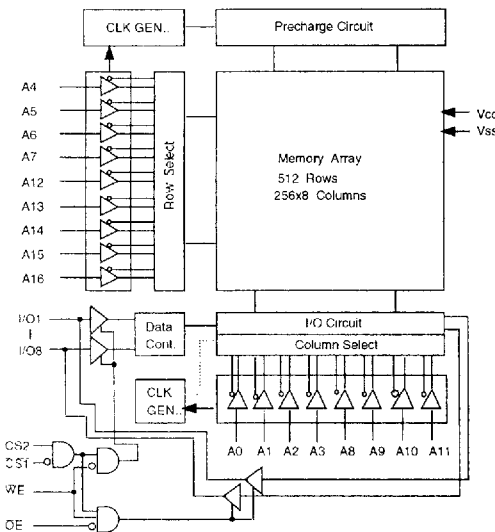 CLK GEN..
Precharge Circuit
A4
A5
A6
A7
A12
A13
A14
A15
A16
Row Select
Memory Array
512 Rows
256x8 Columns
Vcc
Vss
I/O1
I/O8
Data
Cont.
I/O Circuit
Column Select
CLK
GEN..
A0 A1 A2 A3 A8 A9 A10 A11
CS2
CS1
WE
OE